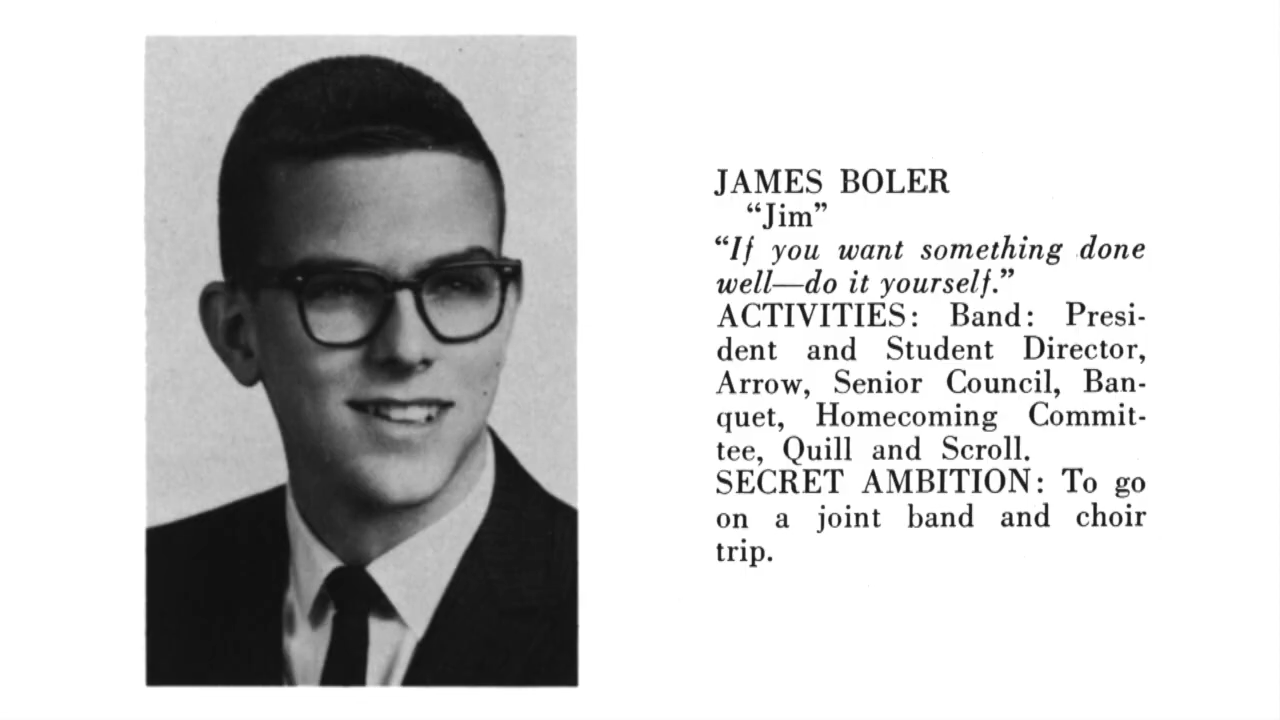 JAMES BOLER
“Jim”
“If you want something done
well—do it yourself.”
ACTIVITIES: Band: Presi-
dent and Student Director,
Arrow, Senior Council, Ban-
quet, Homecoming Commit-
tee, Quill and Scroll.
SECRET AMBITION: To go
on a joint band and choir
trip.